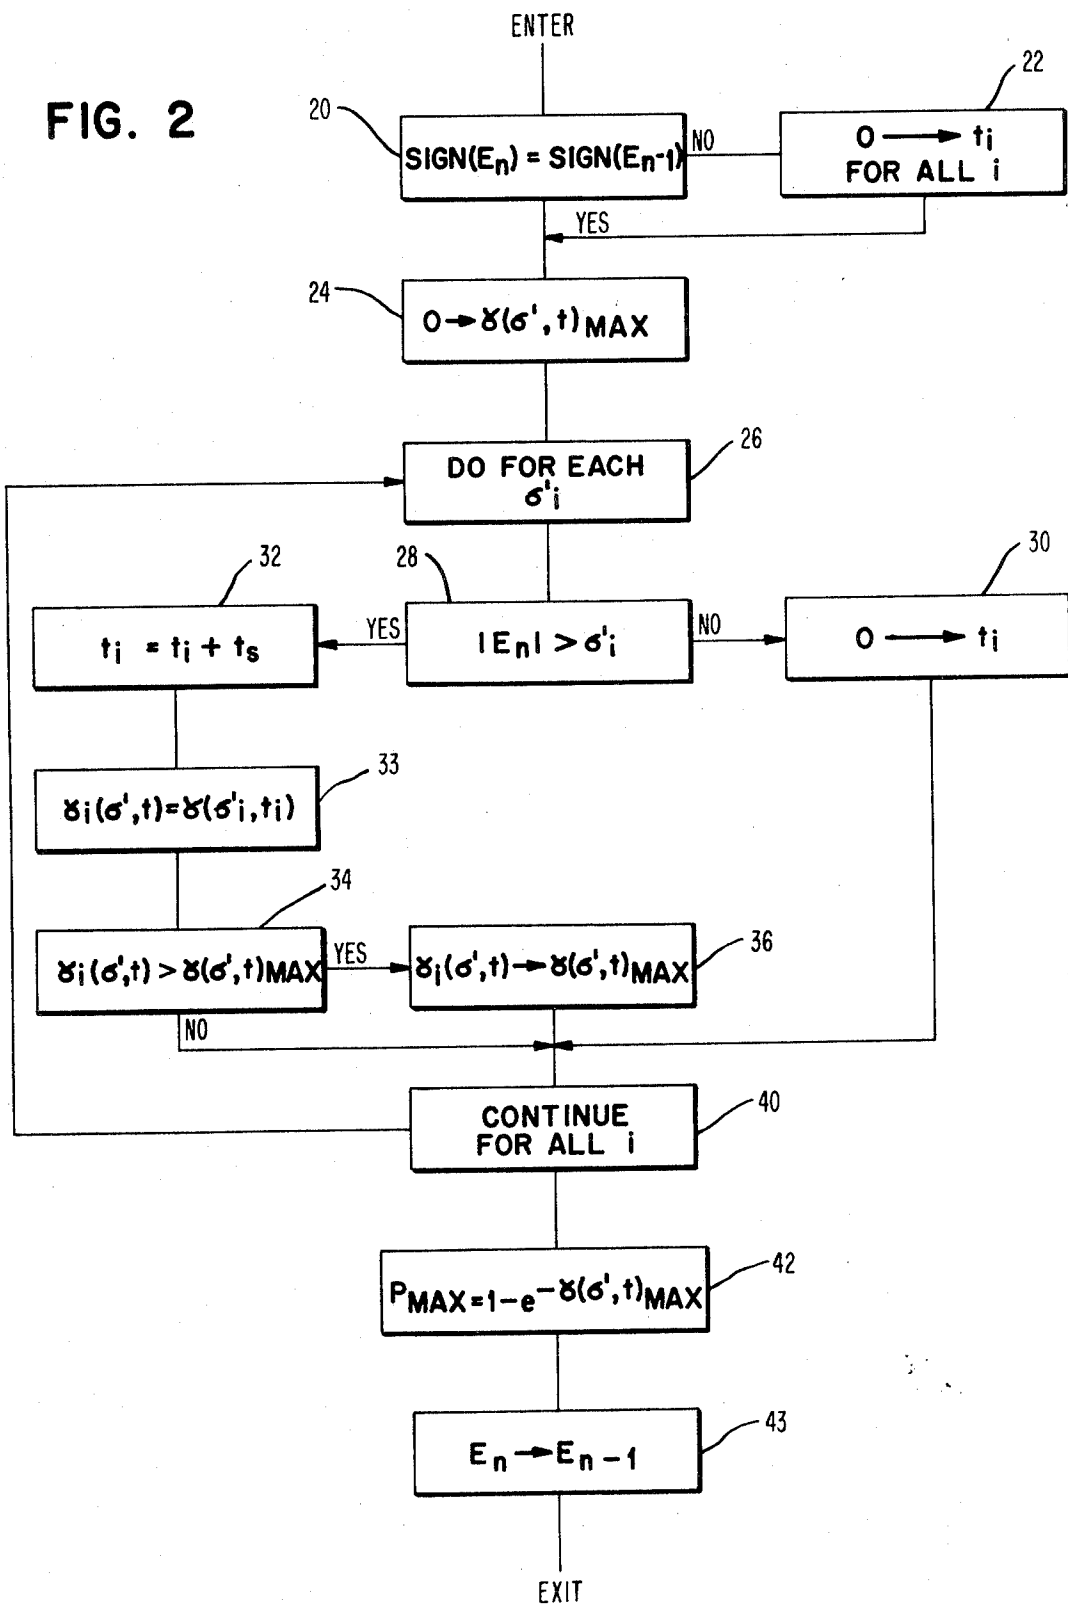 ENTER
FIG. 2
20
SIGN(En) = SIGN(En-1)
NO
22
0 → ti
FOR ALL i
YES
24
0 → γ(σ', t)MAX
26
DO FOR EACH
σ'i
28
|En| > σ'i
YES
NO
30
0 → ti
32
ti = ti + ts
33
γi(σ', t) = γ(σ'i, ti)
34
γi(σ', t) > γ(σ', t)MAX
YES
NO
36
γi(σ', t) → γ(σ', t)MAX
40
CONTINUE
FOR ALL i
42
PMAX = 1-e-γ(σ', t)MAX
43
En → En-1
EXIT